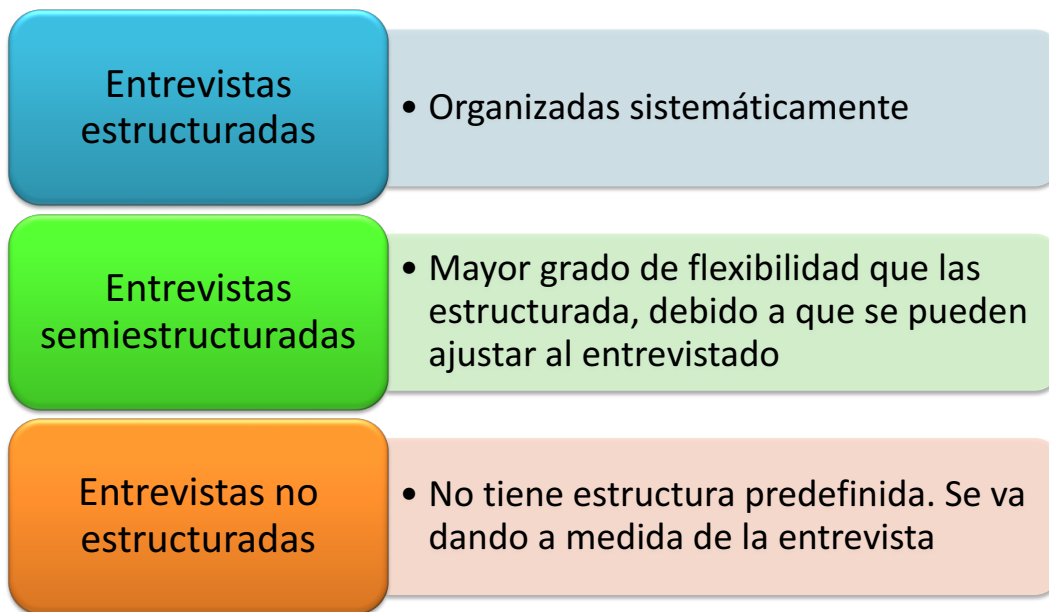 Entrevistas
estructuradas
• Organizadas sistemáticamente
Entrevistas
semiestructuradas
• Mayor grado de flexibilidad que las
estructurada, debido a que se pueden
ajustar al entrevistado
Entrevistas no
estructuradas
• No tiene estructura predefinida. Se va
dando a medida de la entrevista